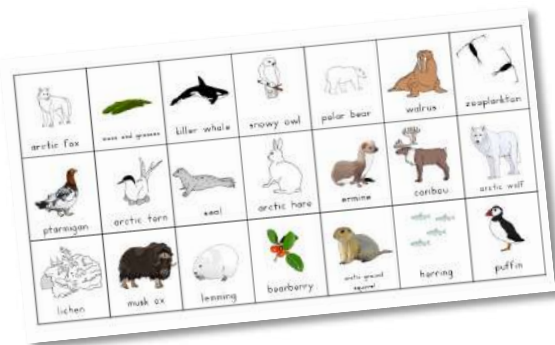 arctic fox
moss and grasses
killer whale
snowy owl
polar bear
walrus
zooplankton
ptarmigan
arctic tern
seal
arctic hare
ermine
caribou
arctic wolf
lichen
musk ox
lemming
bearberry
arctic ground
squirrel
herring
puffin